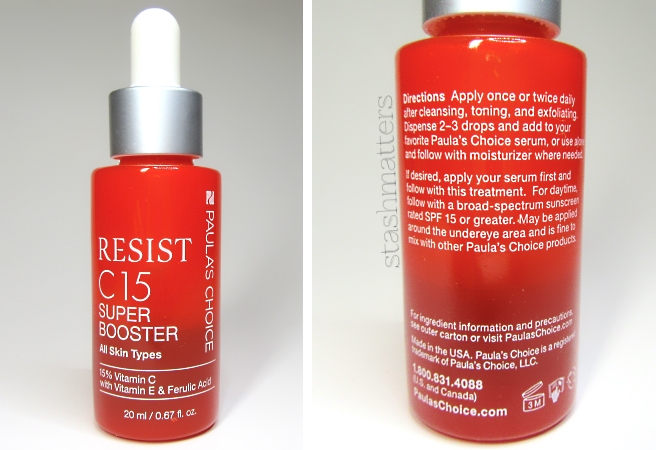 PAULA'S CHOICE
RESIST
C15
SUPER
BOOSTER
All Skin Types
15% Vitamin C
with Vitamin E & Ferulic Acid
20 ml / 0.67 fl. oz.
stashmatters
Directions Apply once or twice daily
after cleansing, toning, and exfoliating.
Dispense 2–3 drops and add to your
favorite Paula's Choice serum, or use alone
and follow with moisturizer where needed.
If desired, apply your serum first and
follow with this treatment. For daytime,
follow with a broad-spectrum sunscreen
rated SPF 15 or greater. May be applied
around the undereye area and is fine to
mix with other Paula's Choice products.
For ingredient information and precautions,
see outer carton or visit PaulasChoice.com
Made in the USA. Paula's Choice is a registered
trademark of Paula's Choice, LLC.
1.800.831.4088
(U.S. and Canada)
PaulasChoice.com
3 M